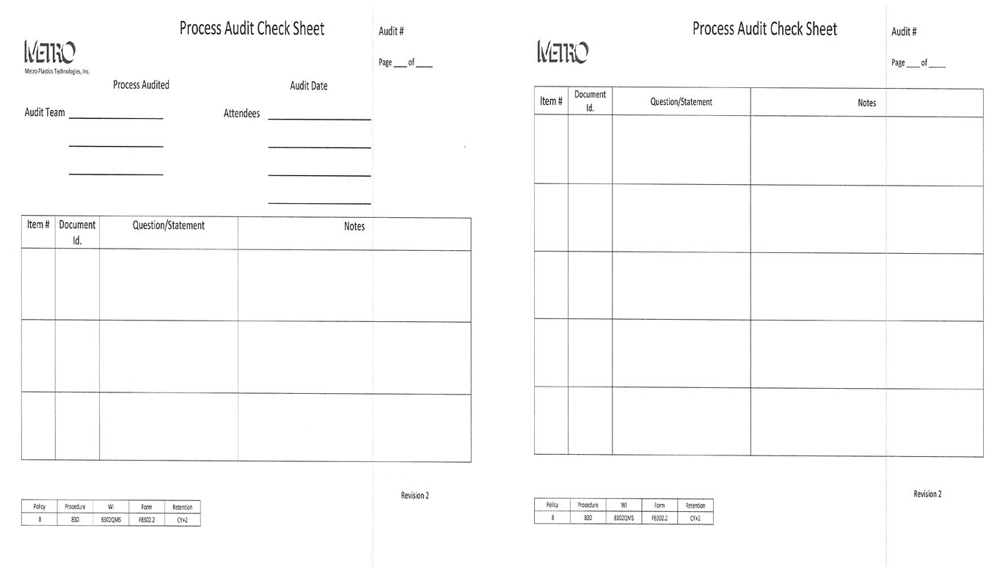 Process Audit Check Sheet
Audit #
METRO
Metro Plastics Technologies, Inc.
Page ___ of ____
Process Audited
Audit Date
Audit Team
Attendees
Item # Document Id. Question/Statement Notes
Revision 2
Policy Procedure WI Form Retention
8 830 8302QMS F8302.2 CY+2
Process Audit Check Sheet
Audit #
METRO
Page ___ of ____
Item # Document Id. Question/Statement Notes
Revision 2
Policy Procedure WI Form Retention
8 830 8302QMS F8302.2 CY+2